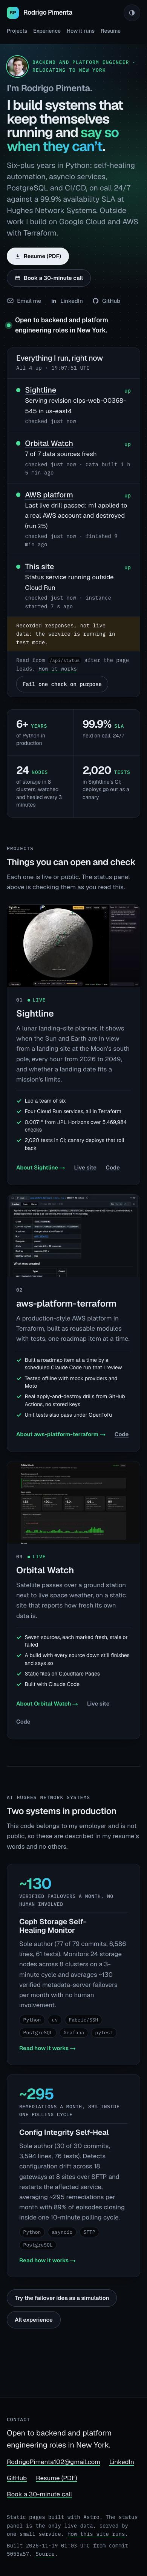 RP Rodrigo Pimenta
Projects Experience How it runs Resume
BACKEND AND PLATFORM ENGINEER ·
RELOCATING TO NEW YORK
I'm Rodrigo Pimenta.
I build systems that
keep themselves
running and say so
when they can't.
Six-plus years in Python: self-healing
automation, asyncio services,
PostgreSQL and CI/CD, on call 24/7
against a 99.9% availability SLA at
Hughes Network Systems. Outside
work I build on Google Cloud and AWS
with Terraform.
Resume (PDF)
Book a 30-minute call
Email me LinkedIn GitHub
Open to backend and platform
engineering roles in New York.
Everything I run, right now
All 4 up · 19:07:51 UTC
Sightline up
Serving revision clps-web-00368-
545 in us-east4
checked just now
Orbital Watch up
7 of 7 data sources fresh
checked just now · data built 1 h
5 min ago
AWS platform up
Last live drill passed: m1 applied to
a real AWS account and destroyed
(run 25)
checked just now · finished 9
min ago
This site up
Status service running outside
Cloud Run
checked just now · instance
started 7 s ago
Recorded responses, not live
data: the service is running in
test mode.
Read from /api/status after the page
loads. How it works
Fail one check on purpose
6+ YEARS
of Python in
production
99.9% SLA
held on call, 24/7
24 NODES
of storage in 8
clusters, watched
and healed every 3
minutes
2,020 TESTS
in Sightline's CI;
deploys go out as a
canary
PROJECTS
Things you can open and check
Each one is live or public. The status
panel above is checking them as you read this.
01 LIVE
Sightline
A lunar landing-site planner. It shows
when the Sun and Earth are in view
from a landing site at the Moon's south
pole, every hour from 2026 to 2049,
and whether a landing date fits a
mission's limits.
Led a team of six
Four Cloud Run services, all in Terraform
0.0071° from JPL Horizons over 5,469,984
checks
2,020 tests in CI; canary deploys that roll
back
About Sightline → Live site Code
02
aws-platform-terraform
A production-style AWS platform in
Terraform, built as reusable modules
with tests, one roadmap item at a time.
Built a roadmap item at a time by a
scheduled Claude Code run that I review
Tested offline with mock providers and
Moto
Real apply-and-destroy drills from GitHub
Actions, no stored keys
Unit tests also pass under OpenTofu
About aws-platform-terraform → Code
03 LIVE
Orbital Watch
Satellite passes over a ground station
next to live space weather, on a static
site that reports how fresh its own
data is.
Seven sources, each marked fresh, stale or
failed
A build with every source down still finishes
and says so
Static files on Cloudflare Pages
Built with Claude Code
About Orbital Watch → Live site
Code
AT HUGHES NETWORK SYSTEMS
Two systems in production
This code belongs to my employer and is not
public, so these are described in my resume's
words and no others.
~130
VERIFIED FAILOVERS A MONTH, NO
HUMAN INVOLVED
Ceph Storage Self-
Healing Monitor
Sole author (77 of 79 commits, 6,586
lines, 61 tests). Monitors 24 storage
nodes across 8 clusters on a 3-
minute cycle and averages ~130
verified metadata-server failovers
per month with no human
involvement.
Python uv Fabric/SSH
PostgreSQL Grafana pytest
Read how it works →
~295
REMEDIATIONS A MONTH, 89% INSIDE
ONE POLLING CYCLE
Config Integrity Self-Heal
Sole author (30 of 30 commits,
3,594 lines, 76 tests). Detects
configuration drift across 18
gateways at 8 sites over SFTP and
restarts the affected service,
averaging ~295 remediations per
month with 89% of episodes closing
inside one 10-minute polling cycle.
Python asyncio SFTP
PostgreSQL
Read how it works →
Try the failover idea as a simulation
All experience
CONTACT
Open to backend and platform
engineering roles in New York.
RodrigoPimenta102@gmail.com LinkedIn
GitHub Resume (PDF)
Book a 30-minute call
Static pages built with Astro. The status
panel is the only live data, served by
one small service. How this site runs.
Built 2026-11-19 01:03 UTC from commit
5055a57. Source.